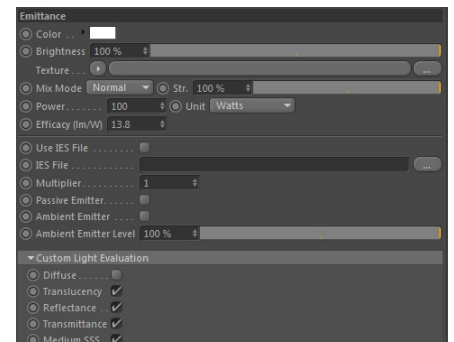 Emittance
Color . .
Brightness 100 %
Texture . . . ...
Mix Mode Normal Str. 100 %
Power . . . . . . . 100 Unit Watts
Efficacy (lm/W) 13.8
Use IES File . . . . . . . .
IES File . . . . . . . . . . . . ...
Multiplier . . . . . . . . . . 1
Passive Emitter . . . . . .
Ambient Emitter . . . .
Ambient Emitter Level 100 %
Custom Light Evaluation
Diffuse . . . . . .
Translucency
Reflectance . .
Transmittance
Medium SSS